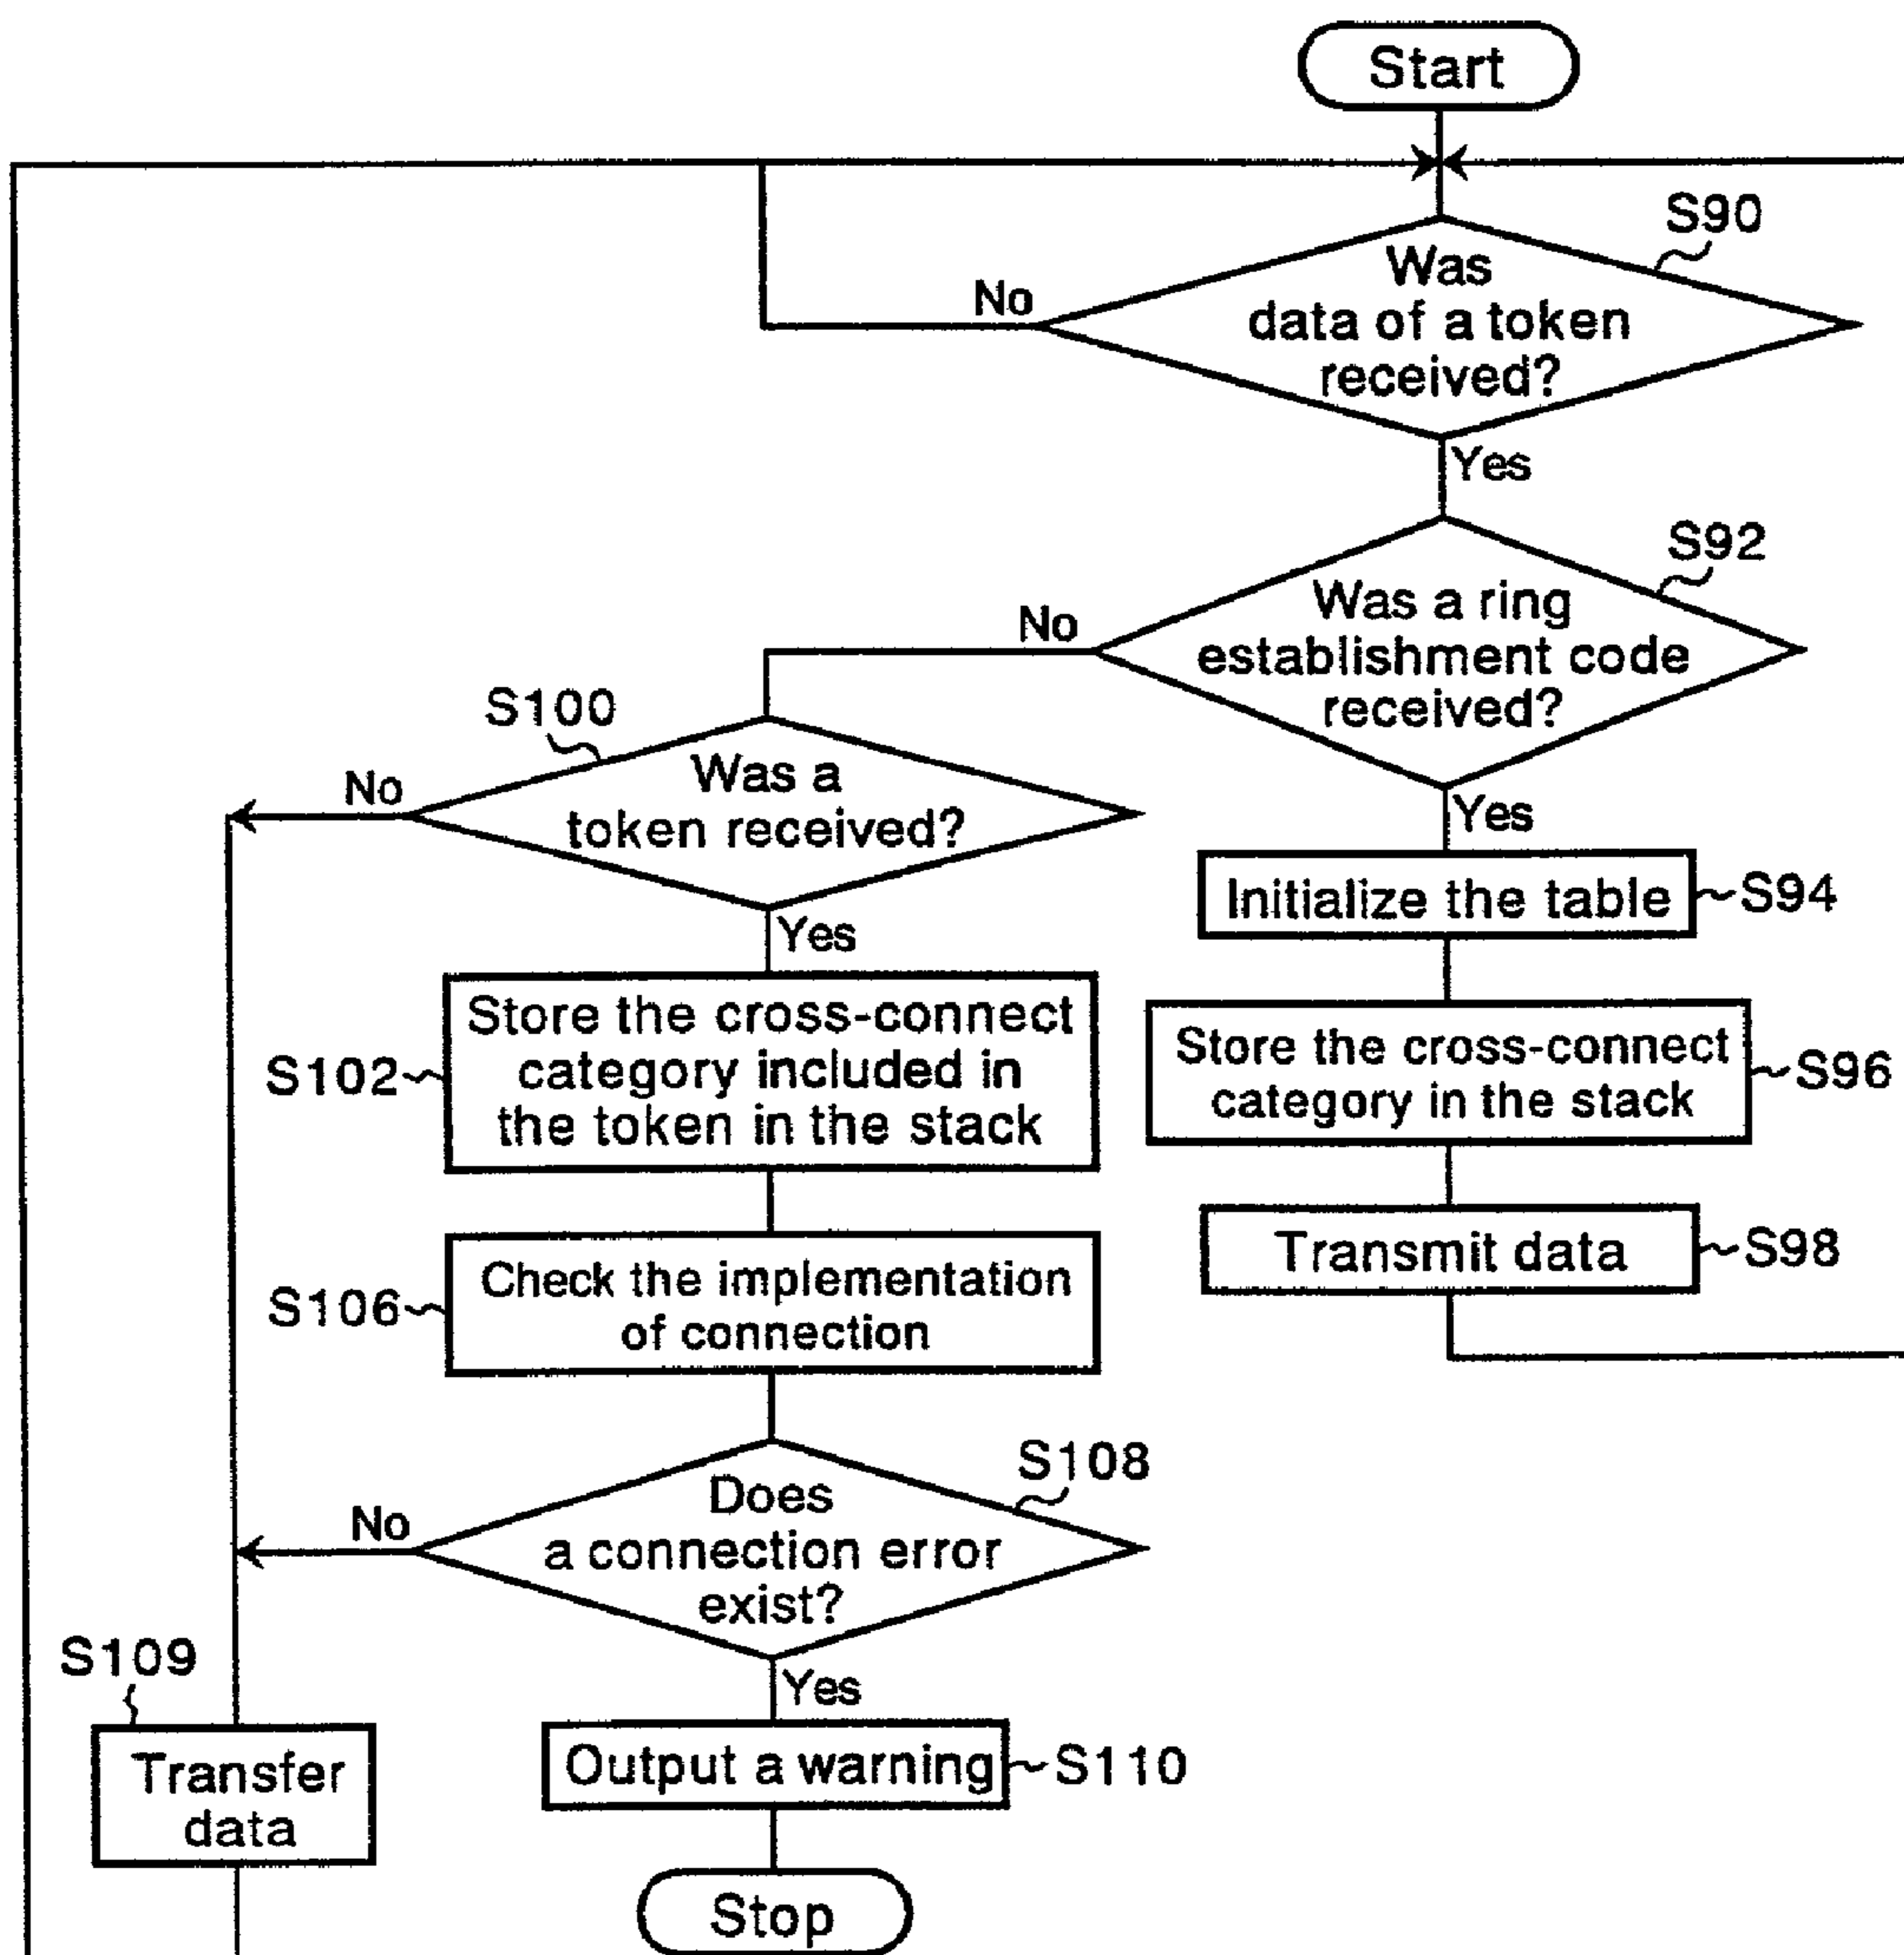 Start
S90
Was
data of a token
received?
No
Yes
S92
Was a ring
establishment code
received?
No
Yes
S100
Was a
token received?
No
Yes
Initialize the table
S94
Store the cross-connect
category included in
the token in the stack
S102
Store the cross-connect
category in the stack
S96
Check the implementation
of connection
S106
Transmit data
S98
S108
Does
a connection error
exist?
No
Yes
S109
Transfer
data
Output a warning
S110
Stop